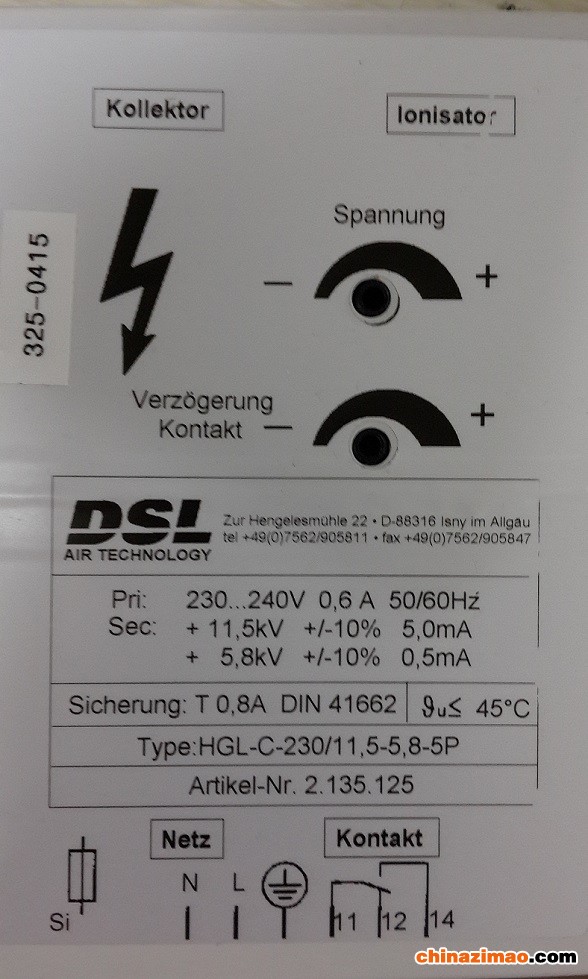 Kollektor
Ionisator
Spannung
− +
325-0415
Verzögerung
Kontakt − +
DSL
AIR TECHNOLOGY
Zur Hengelesmühle 22 • D-88316 Isny im Allgäu
tel +49(0)7562/905811 • fax +49(0)7562/905847
Pri: 230...240V 0,6 A 50/60Hz
Sec: + 11,5kV +/-10% 5,0mA
+ 5,8kV +/-10% 0,5mA
Sicherung: T 0,8A DIN 41662 ϑu≤ 45°C
Type:HGL-C-230/11,5-5,8-5P
Artikel-Nr. 2.135.125
Netz
Kontakt
N L
Si
11 12 14
chinazimao.com